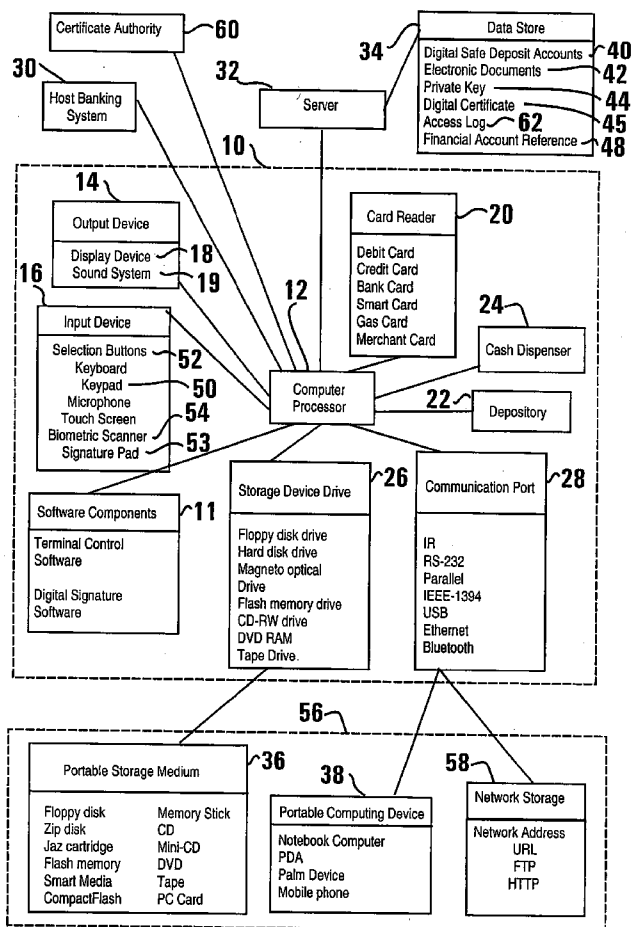 Certificate Authority
60
30
Host Banking
System
32
Server
34
Data Store
Digital Safe Deposit Accounts 40
Electronic Documents 42
Private Key 44
Digital Certificate 45
Access Log 62
Financial Account Reference 48
10
14
Output Device
Display Device 18
Sound System 19
16
Input Device
Selection Buttons 52
Keyboard
Keypad 50
Microphone
Touch Screen
Biometric Scanner 54
Signature Pad 53
Card Reader
20
Debit Card
Credit Card
Bank Card
Smart Card
Gas Card
Merchant Card
12
Computer
Processor
24
Cash Dispenser
22
Depository
Software Components
11
Terminal Control
Software
Digital Signature
Software
Storage Device Drive
26
Floppy disk drive
Hard disk drive
Magneto optical
Drive
Flash memory drive
CD-RW drive
DVD RAM
Tape Drive.
Communication Port
28
IR
RS-232
Parallel
IEEE-1394
USB
Ethernet
Bluetooth
56
Portable Storage Medium
36
Floppy disk Memory Stick
Zip disk CD
Jaz cartridge Mini-CD
Flash memory DVD
Smart Media Tape
CompactFlash PC Card
38
Portable Computing Device
Notebook Computer
PDA
Palm Device
Mobile phone
58
Network Storage
Network Address
URL
FTP
HTTP